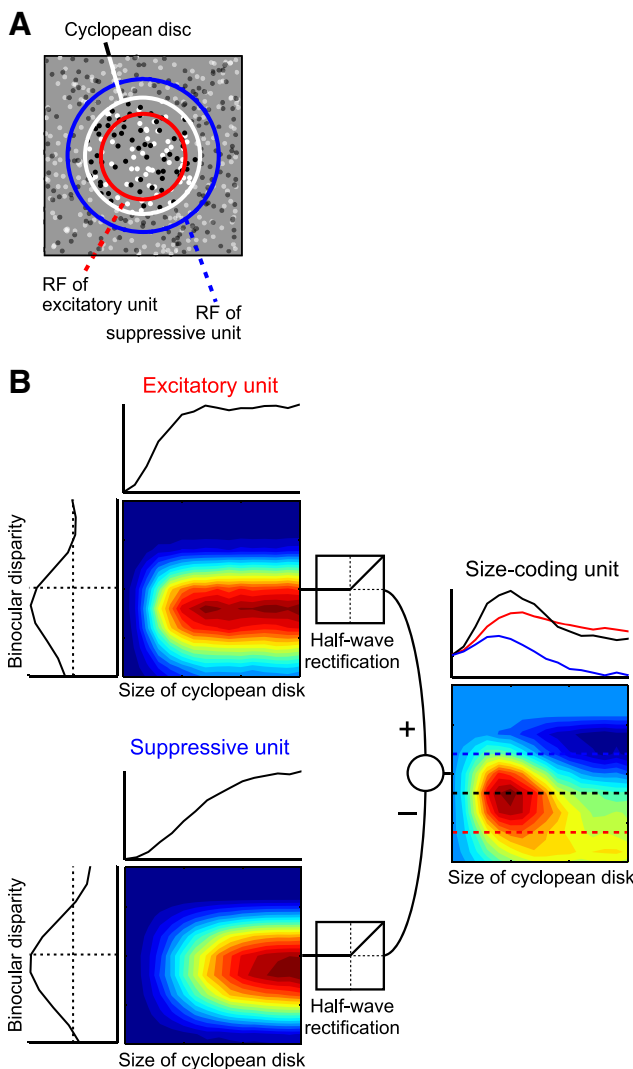 A
Cyclopean disc
RF of
excitatory unit
RF of
suppressive unit
B
Excitatory unit
Binocular disparity
Half-wave
rectification
Size of cyclopean disk
Size-coding unit
+
−
Size of cyclopean disk
Suppressive unit
Binocular disparity
Half-wave
rectification
Size of cyclopean disk